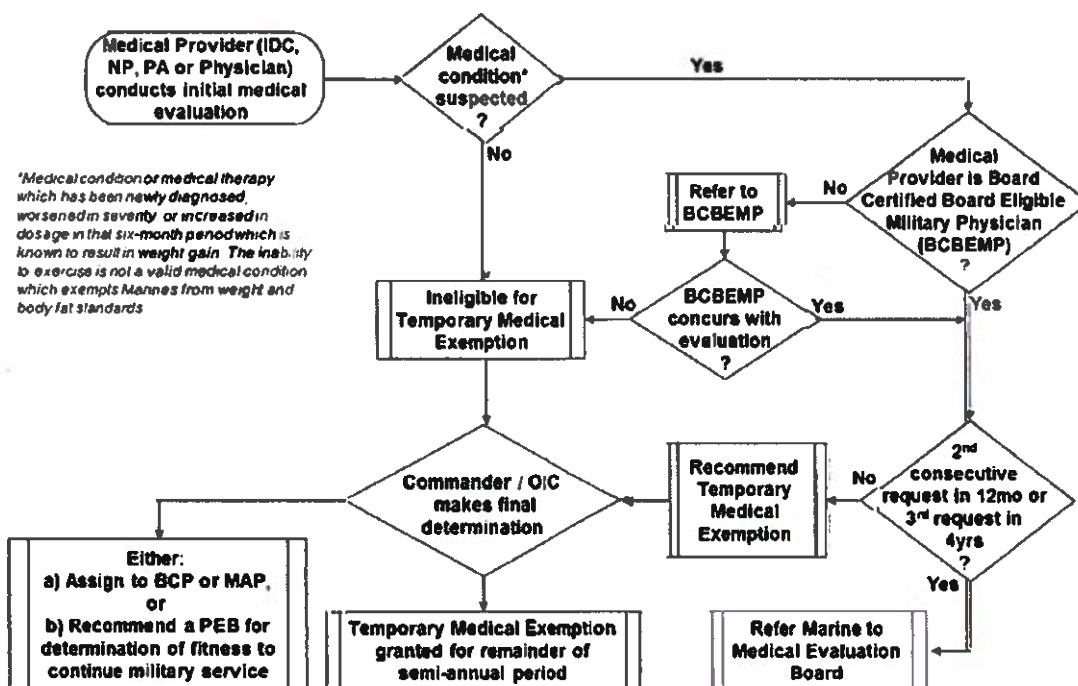 Medical Provider (IDC,
NP, PA or Physician)
conducts initial medical
evaluation
Medical
condition*
suspected
?
Yes
No
*Medical condition or medical therapy
which has been newly diagnosed,
worsened in severity or increased in
dosage in that six-month period which is
known to result in weight gain The inability
to exercise is not a valid medical condition
which exempts Marines from weight and
body fat standards
Medical
Provider is Board
Certified Board Eligible
Military Physician
(BCBEMP)
?
No
Yes
Refer to
BCBEMP
BCBEMP
concurs with
evaluation
?
No
Yes
Ineligible for
Temporary Medical
Exemption
2nd
consecutive
request in 12mo or
3rd request in
4yrs
?
No
Yes
Recommend
Temporary
Medical
Exemption
Commander / OIC
makes final
determination
Either:
a) Assign to BCP or MAP,
or
b) Recommend a PEB for
determination of fitness to
continue military service
Temporary Medical Exemption
granted for remainder of
semi-annual period
Refer Marine to
Medical Evaluation
Board